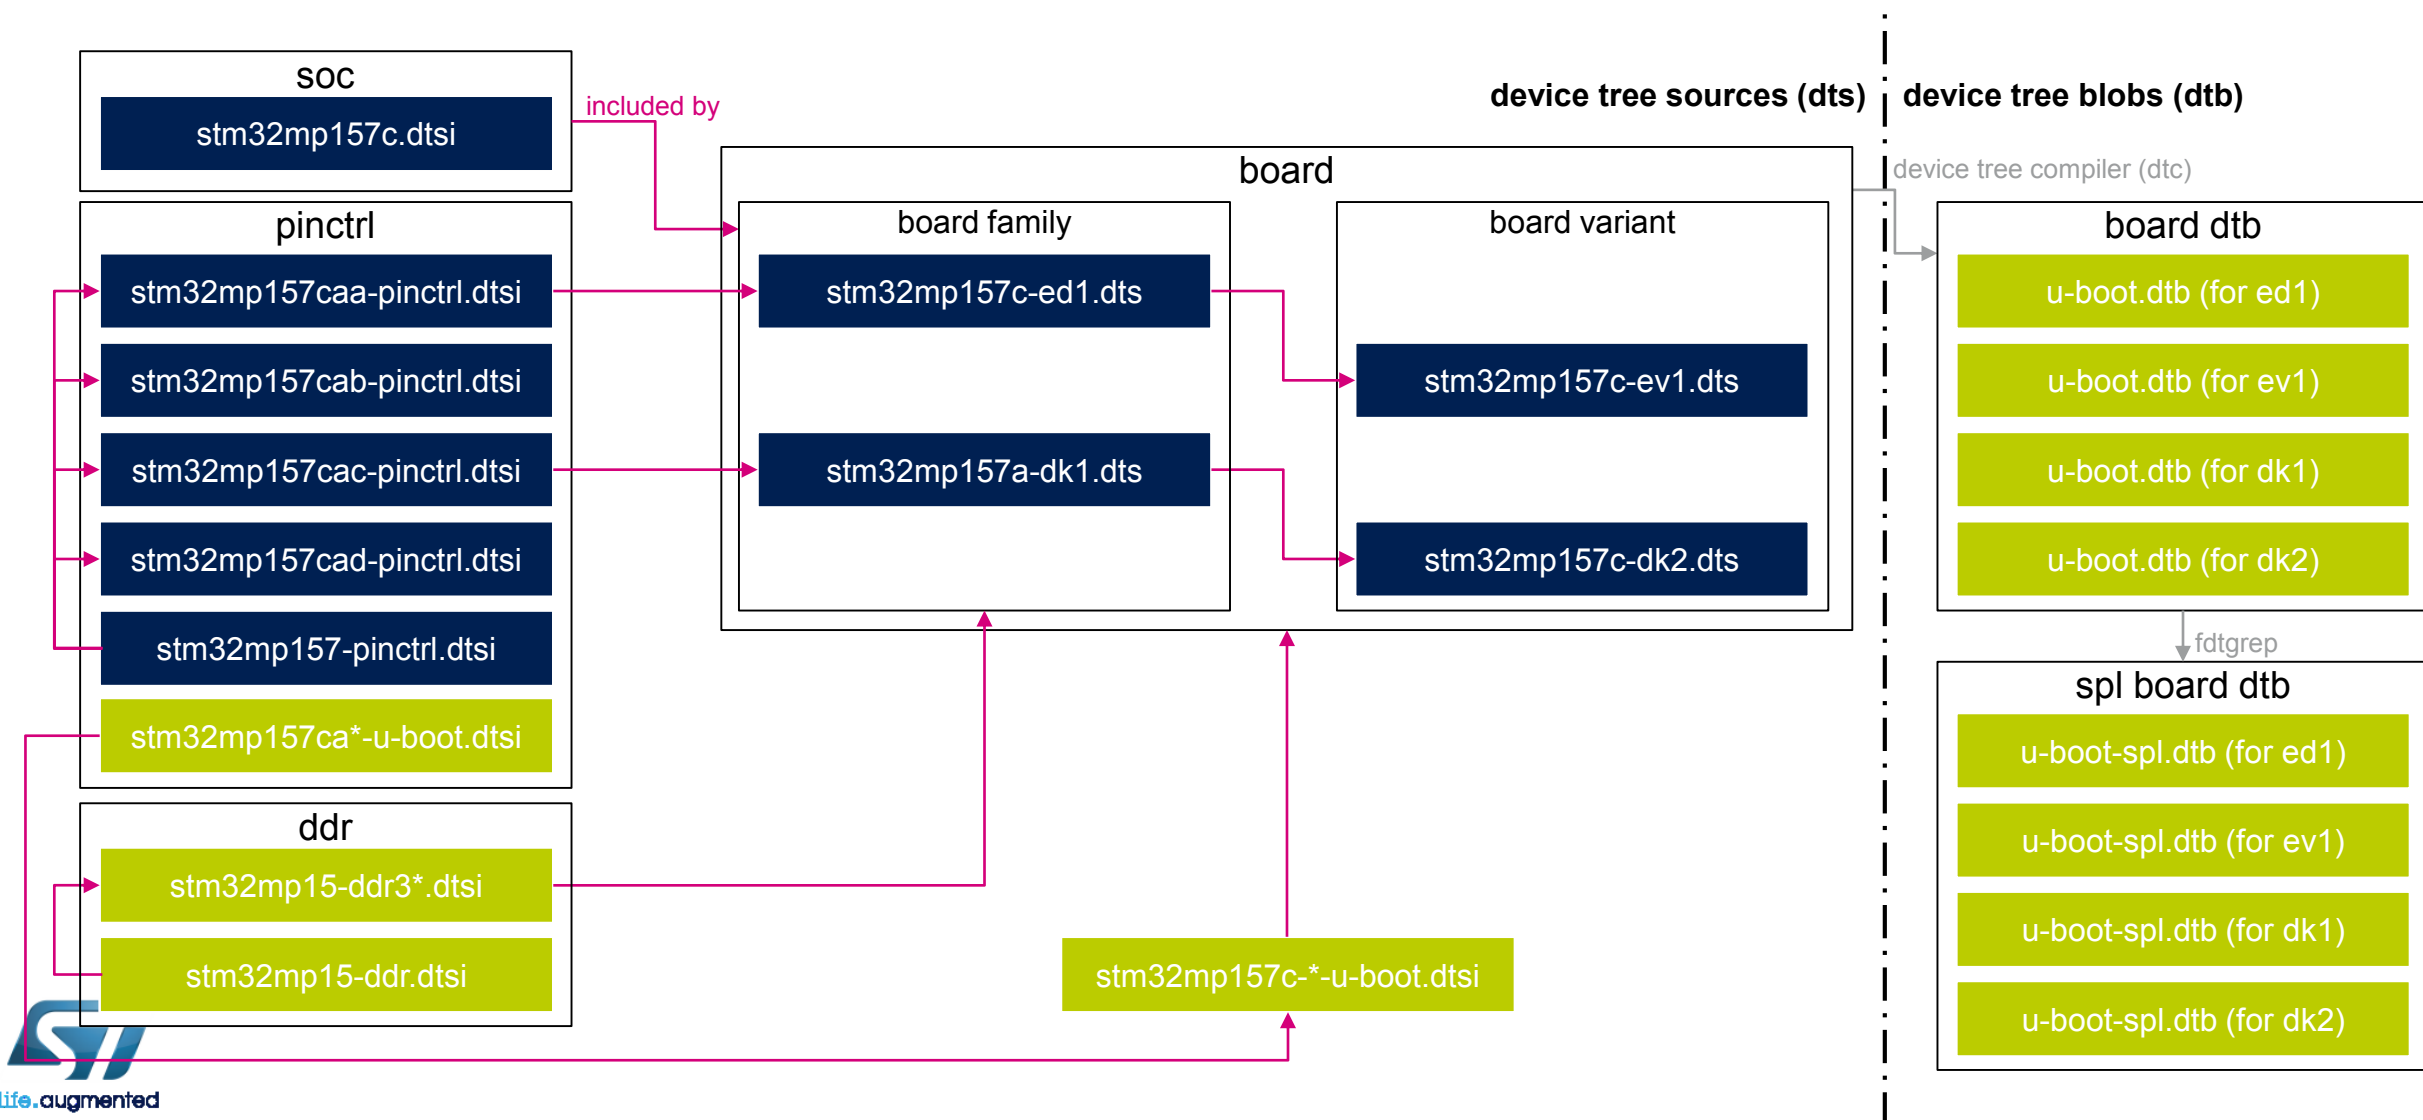 soc
stm32mp157c.dtsi
included by
device tree sources (dts)
device tree blobs (dtb)
board
device tree compiler (dtc)
pinctrl
board family
board variant
board dtb
stm32mp157caa-pinctrl.dtsi
stm32mp157c-ed1.dts
u-boot.dtb (for ed1)
stm32mp157cab-pinctrl.dtsi
stm32mp157c-ev1.dts
u-boot.dtb (for ev1)
stm32mp157cac-pinctrl.dtsi
stm32mp157a-dk1.dts
u-boot.dtb (for dk1)
stm32mp157cad-pinctrl.dtsi
stm32mp157c-dk2.dts
u-boot.dtb (for dk2)
stm32mp157-pinctrl.dtsi
fdtgrep
spl board dtb
stm32mp157ca*-u-boot.dtsi
u-boot-spl.dtb (for ed1)
ddr
u-boot-spl.dtb (for ev1)
stm32mp15-ddr3*.dtsi
u-boot-spl.dtb (for dk1)
stm32mp15-ddr.dtsi
stm32mp157c-*-u-boot.dtsi
u-boot-spl.dtb (for dk2)
ST
life.augmented